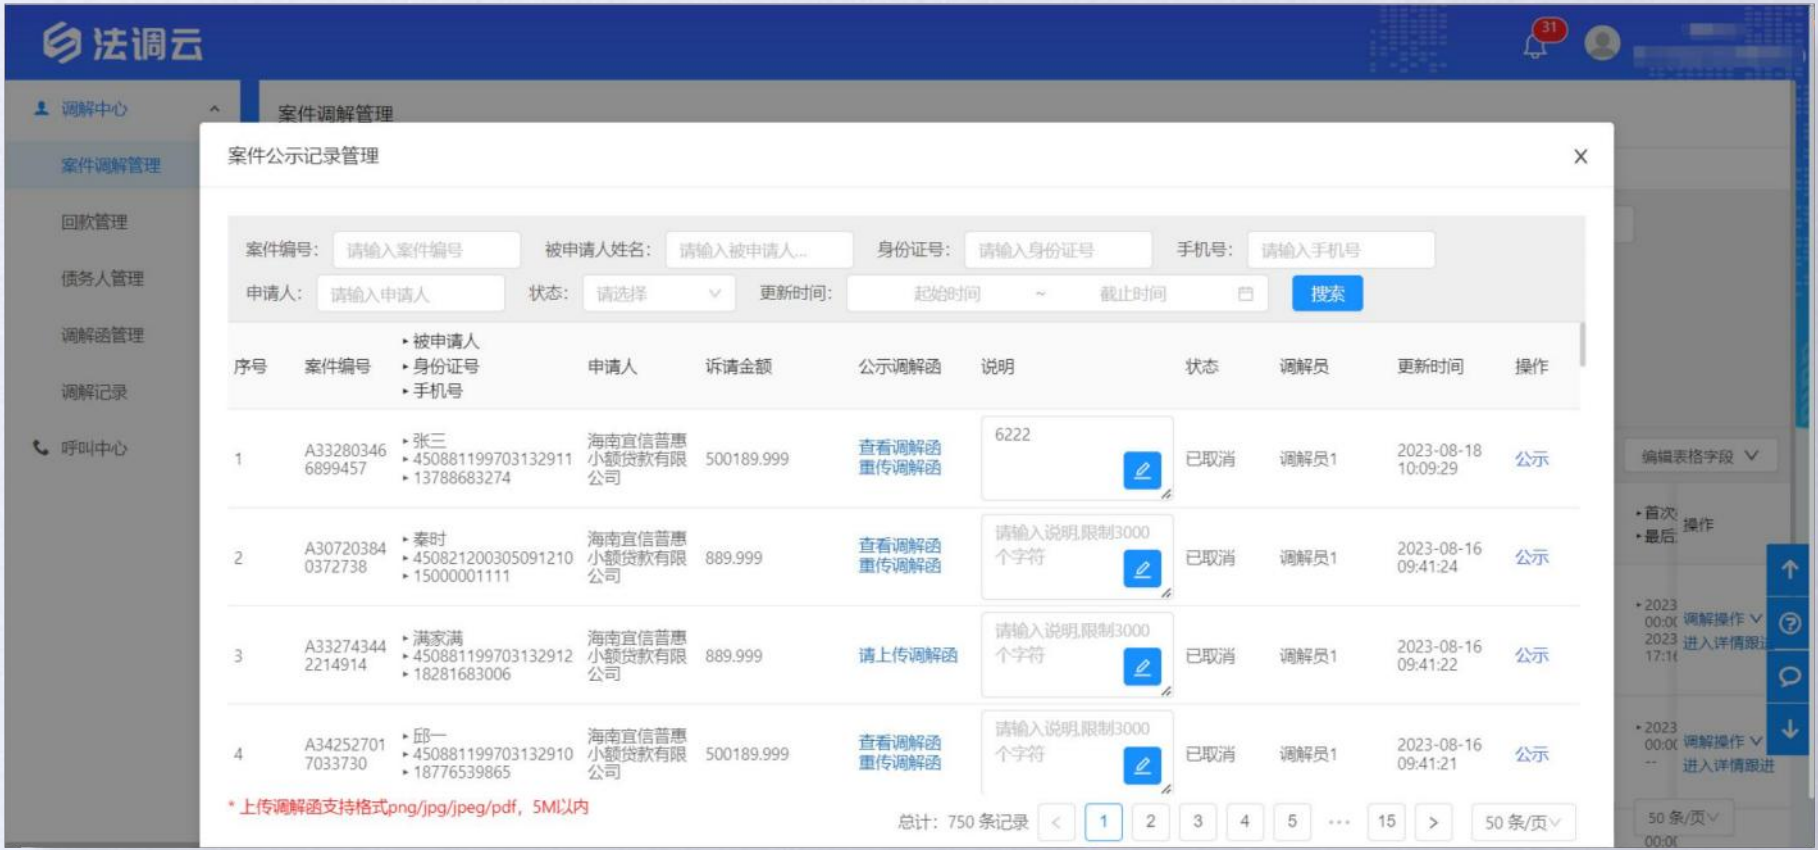 法调云
31
调解中心
案件调解管理
回款管理
债务人管理
调解函管理
调解记录
呼叫中心
案件调解管理
案件公示记录管理
X
案件编号： 请输入案件编号 被申请人姓名： 请输入被申请人... 身份证号： 请输入身份证号 手机号： 请输入手机号
申请人： 请输入申请人 状态： 请选择 更新时间： 起始时间 ~ 截止时间 搜索
序号 案件编号 ▸被申请人 ▸身份证号 ▸手机号 申请人 诉请金额 公示调解函 说明 状态 调解员 更新时间 操作
1 A332803466899457 ▸张三 ▸450881199703132911 ▸13788683274 海南宜信普惠小额贷款有限公司 500189.999 查看调解函 重传调解函 6222 已取消 调解员1 2023-08-18 10:09:29 公示
2 A307203840372738 ▸秦时 ▸450821200305091210 ▸15000001111 海南宜信普惠小额贷款有限公司 889.999 查看调解函 重传调解函 请输入说明,限制3000个字符 已取消 调解员1 2023-08-16 09:41:24 公示
3 A332743442214914 ▸满家满 ▸450881199703132912 ▸18281683006 海南宜信普惠小额贷款有限公司 889.999 请上传调解函 请输入说明,限制3000个字符 已取消 调解员1 2023-08-16 09:41:22 公示
4 A342527017033730 ▸邱一 ▸450881199703132910 ▸18776539865 海南宜信普惠小额贷款有限公司 500189.999 查看调解函 重传调解函 请输入说明,限制3000个字符 已取消 调解员1 2023-08-16 09:41:21 公示
* 上传调解函支持格式png/jpg/jpeg/pdf，5M以内
总计：750 条记录 < 1 2 3 4 5 ••• 15 > 50 条/页
编辑表格字段
▸首次
▸最后
操作
▸2023
00:00
2023
17:16
调解操作
进入详情跟进
▸2023
00:00
--
调解操作
进入详情跟进
50 条/页
00:00